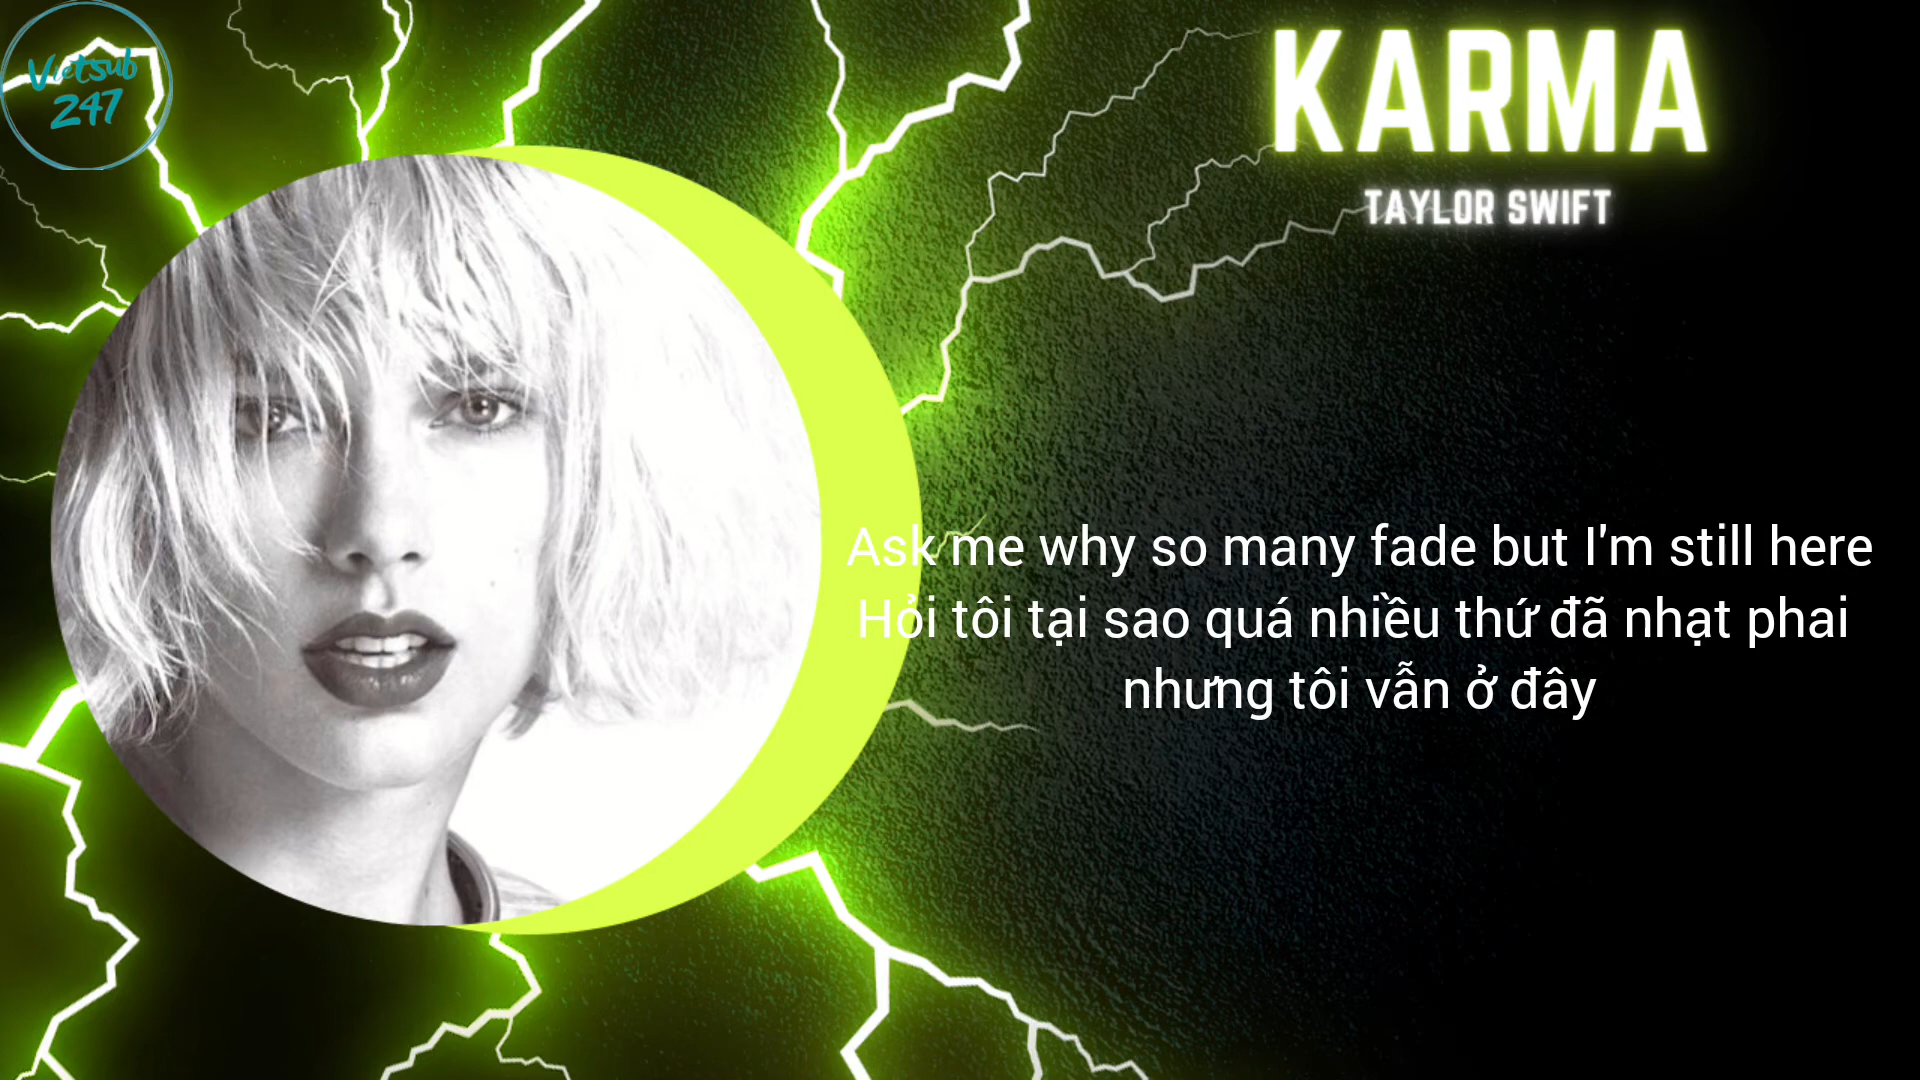 Vietsub
247
KARMA
TAYLOR SWIFT
Ask me why so many fade but I'm still here
Hỏi tôi tại sao quá nhiều thứ đã nhạt phai
nhưng tôi vẫn ở đây